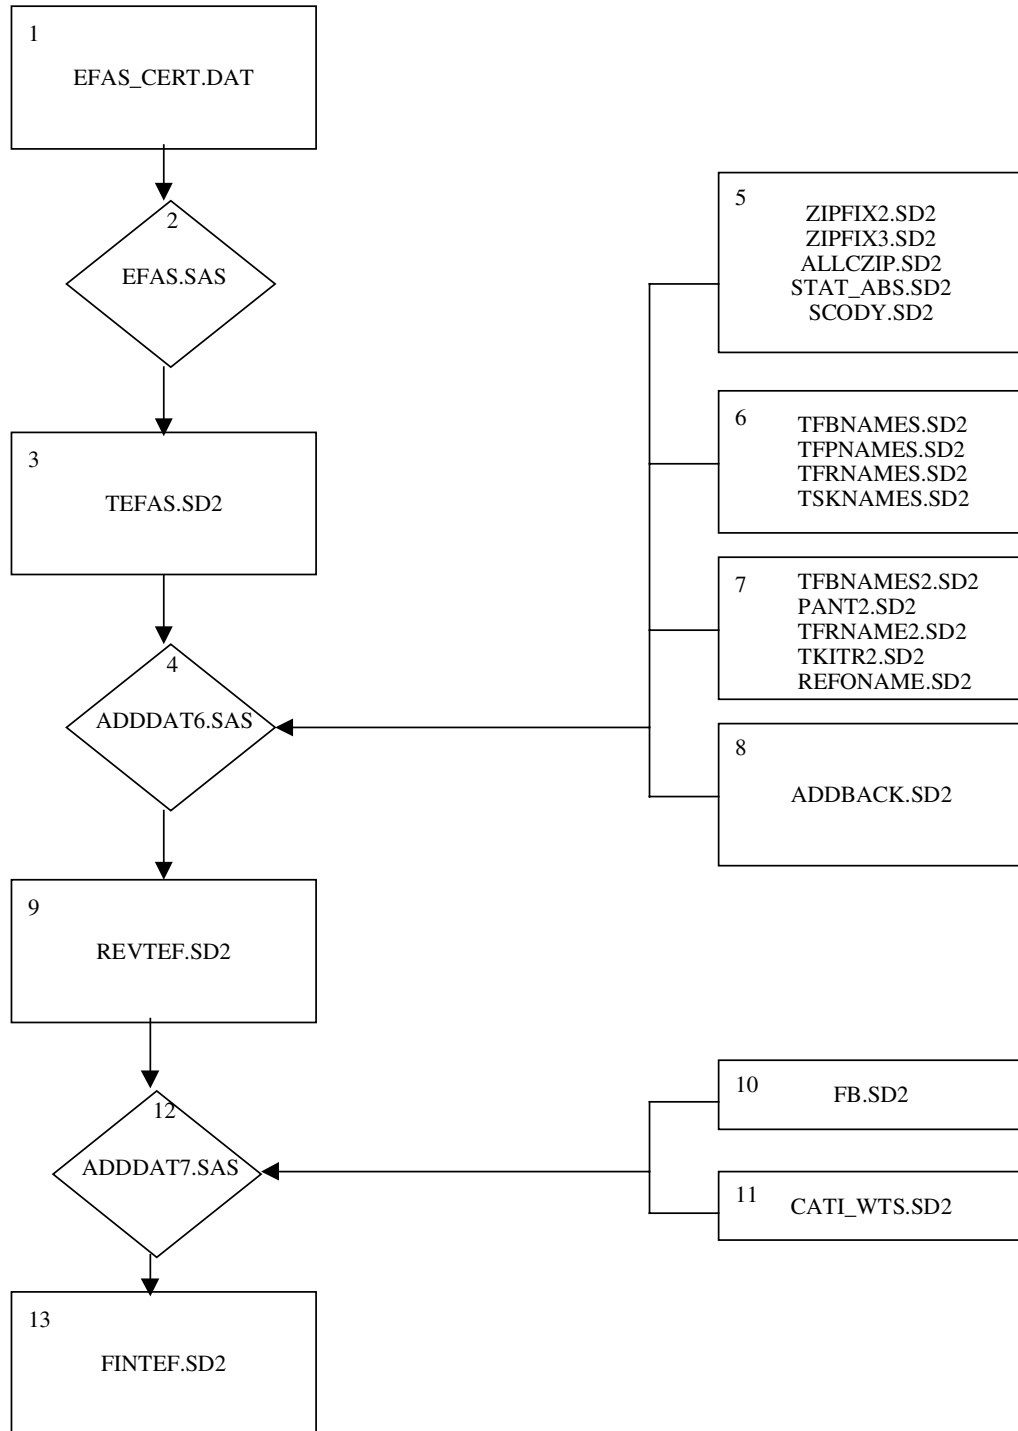 1
EFAS_CERT.DAT
2
EFAS.SAS
3
TEFAS.SD2
4
ADDDAT6.SAS
5
ZIPFIX2.SD2
ZIPFIX3.SD2
ALLCZIP.SD2
STAT_ABS.SD2
SCODY.SD2
6
TFBNAMES.SD2
TFPNAMES.SD2
TFRNAMES.SD2
TSKNAMES.SD2
7
TFBNAMES2.SD2
PANT2.SD2
TFRNAME2.SD2
TKITR2.SD2
REFONAME.SD2
8
ADDBACK.SD2
9
REVTEF.SD2
10
FB.SD2
11
CATI_WTS.SD2
12
ADDDAT7.SAS
13
FINTEF.SD2